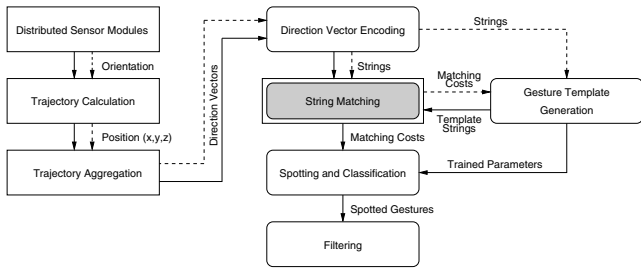 Distributed Sensor Modules
Orientation
Trajectory Calculation
Position (x,y,z)
Trajectory Aggregation
Direction Vectors
Direction Vector Encoding
Strings
Strings
String Matching
Matching
Costs
Template
Strings
Gesture Template
Generation
Matching Costs
Trained Parameters
Spotting and Classification
Spotted Gestures
Filtering